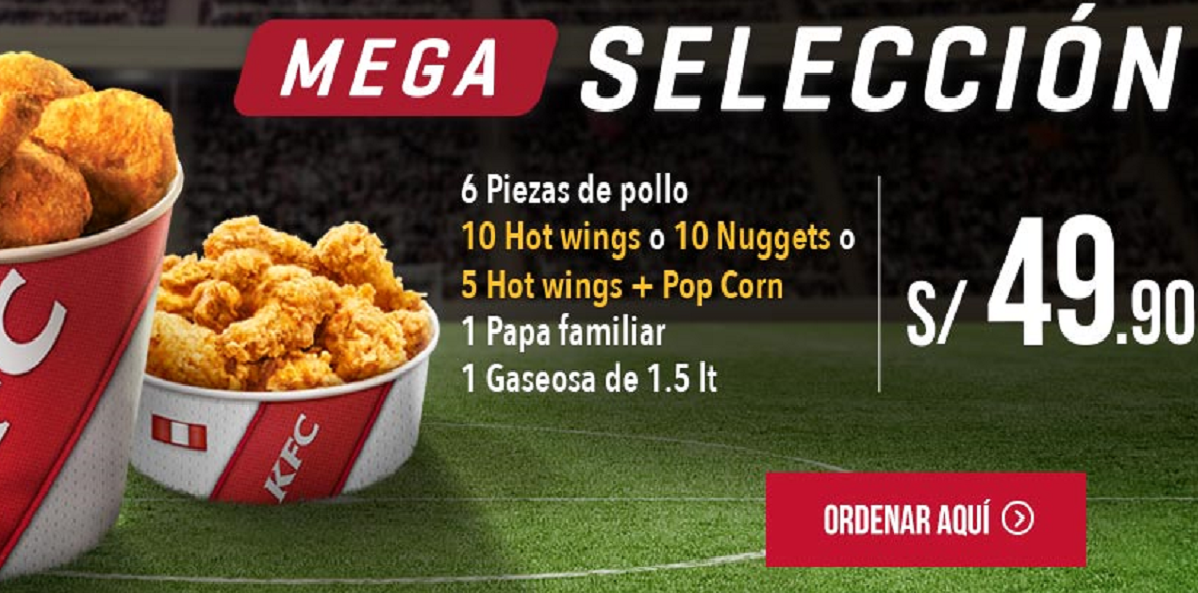 MEGA SELECCIÓN
6 Piezas de pollo
10 Hot wings o 10 Nuggets o
5 Hot wings + Pop Corn
1 Papa familiar
1 Gaseosa de 1.5 lt
S/ 49.90
KFC
ORDENAR AQUÍ